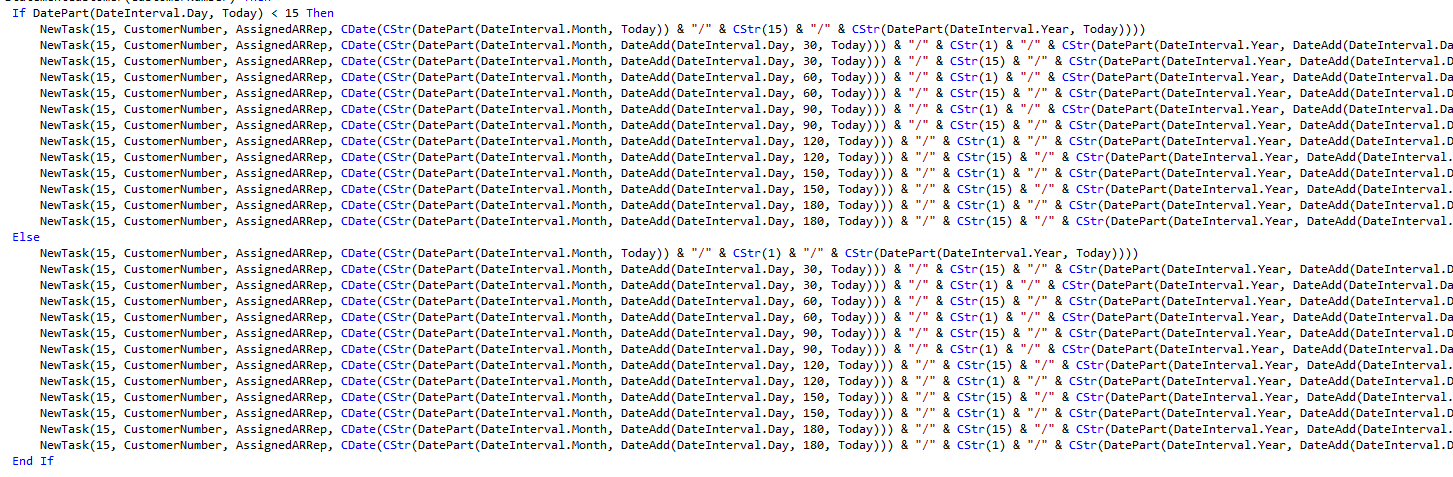 If DatePart(DateInterval.Day, Today) < 15 Then
NewTask(15, CustomerNumber, AssignedARRep, CDate(CStr(DatePart(DateInterval.Month, Today)) & "/" & CStr(15) & "/" & CStr(DatePart(DateInterval.Year, Today))))
NewTask(15, CustomerNumber, AssignedARRep, CDate(CStr(DatePart(DateInterval.Month, DateAdd(DateInterval.Day, 30, Today))) & "/" & CStr(1) & "/" & CStr(DatePart(DateInterval.Year, DateAdd(DateInterval.Da
NewTask(15, CustomerNumber, AssignedARRep, CDate(CStr(DatePart(DateInterval.Month, DateAdd(DateInterval.Day, 30, Today))) & "/" & CStr(15) & "/" & CStr(DatePart(DateInterval.Year, DateAdd(DateInterval.D
NewTask(15, CustomerNumber, AssignedARRep, CDate(CStr(DatePart(DateInterval.Month, DateAdd(DateInterval.Day, 60, Today))) & "/" & CStr(1) & "/" & CStr(DatePart(DateInterval.Year, DateAdd(DateInterval.Da
NewTask(15, CustomerNumber, AssignedARRep, CDate(CStr(DatePart(DateInterval.Month, DateAdd(DateInterval.Day, 60, Today))) & "/" & CStr(15) & "/" & CStr(DatePart(DateInterval.Year, DateAdd(DateInterval.D
NewTask(15, CustomerNumber, AssignedARRep, CDate(CStr(DatePart(DateInterval.Month, DateAdd(DateInterval.Day, 90, Today))) & "/" & CStr(1) & "/" & CStr(DatePart(DateInterval.Year, DateAdd(DateInterval.Da
NewTask(15, CustomerNumber, AssignedARRep, CDate(CStr(DatePart(DateInterval.Month, DateAdd(DateInterval.Day, 90, Today))) & "/" & CStr(15) & "/" & CStr(DatePart(DateInterval.Year, DateAdd(DateInterval.D
NewTask(15, CustomerNumber, AssignedARRep, CDate(CStr(DatePart(DateInterval.Month, DateAdd(DateInterval.Day, 120, Today))) & "/" & CStr(1) & "/" & CStr(DatePart(DateInterval.Year, DateAdd(DateInterval.D
NewTask(15, CustomerNumber, AssignedARRep, CDate(CStr(DatePart(DateInterval.Month, DateAdd(DateInterval.Day, 120, Today))) & "/" & CStr(15) & "/" & CStr(DatePart(DateInterval.Year, DateAdd(DateInterval.
NewTask(15, CustomerNumber, AssignedARRep, CDate(CStr(DatePart(DateInterval.Month, DateAdd(DateInterval.Day, 150, Today))) & "/" & CStr(1) & "/" & CStr(DatePart(DateInterval.Year, DateAdd(DateInterval.D
NewTask(15, CustomerNumber, AssignedARRep, CDate(CStr(DatePart(DateInterval.Month, DateAdd(DateInterval.Day, 150, Today))) & "/" & CStr(15) & "/" & CStr(DatePart(DateInterval.Year, DateAdd(DateInterval.
NewTask(15, CustomerNumber, AssignedARRep, CDate(CStr(DatePart(DateInterval.Month, DateAdd(DateInterval.Day, 180, Today))) & "/" & CStr(1) & "/" & CStr(DatePart(DateInterval.Year, DateAdd(DateInterval.D
NewTask(15, CustomerNumber, AssignedARRep, CDate(CStr(DatePart(DateInterval.Month, DateAdd(DateInterval.Day, 180, Today))) & "/" & CStr(15) & "/" & CStr(DatePart(DateInterval.Year, DateAdd(DateInterval.
Else
NewTask(15, CustomerNumber, AssignedARRep, CDate(CStr(DatePart(DateInterval.Month, Today)) & "/" & CStr(1) & "/" & CStr(DatePart(DateInterval.Year, Today))))
NewTask(15, CustomerNumber, AssignedARRep, CDate(CStr(DatePart(DateInterval.Month, DateAdd(DateInterval.Day, 30, Today))) & "/" & CStr(15) & "/" & CStr(DatePart(DateInterval.Year, DateAdd(DateInterval.D
NewTask(15, CustomerNumber, AssignedARRep, CDate(CStr(DatePart(DateInterval.Month, DateAdd(DateInterval.Day, 30, Today))) & "/" & CStr(1) & "/" & CStr(DatePart(DateInterval.Year, DateAdd(DateInterval.Da
NewTask(15, CustomerNumber, AssignedARRep, CDate(CStr(DatePart(DateInterval.Month, DateAdd(DateInterval.Day, 60, Today))) & "/" & CStr(15) & "/" & CStr(DatePart(DateInterval.Year, DateAdd(DateInterval.D
NewTask(15, CustomerNumber, AssignedARRep, CDate(CStr(DatePart(DateInterval.Month, DateAdd(DateInterval.Day, 60, Today))) & "/" & CStr(1) & "/" & CStr(DatePart(DateInterval.Year, DateAdd(DateInterval.Da
NewTask(15, CustomerNumber, AssignedARRep, CDate(CStr(DatePart(DateInterval.Month, DateAdd(DateInterval.Day, 90, Today))) & "/" & CStr(15) & "/" & CStr(DatePart(DateInterval.Year, DateAdd(DateInterval.D
NewTask(15, CustomerNumber, AssignedARRep, CDate(CStr(DatePart(DateInterval.Month, DateAdd(DateInterval.Day, 90, Today))) & "/" & CStr(1) & "/" & CStr(DatePart(DateInterval.Year, DateAdd(DateInterval.Da
NewTask(15, CustomerNumber, AssignedARRep, CDate(CStr(DatePart(DateInterval.Month, DateAdd(DateInterval.Day, 120, Today))) & "/" & CStr(15) & "/" & CStr(DatePart(DateInterval.Year, DateAdd(DateInterval.
NewTask(15, CustomerNumber, AssignedARRep, CDate(CStr(DatePart(DateInterval.Month, DateAdd(DateInterval.Day, 120, Today))) & "/" & CStr(1) & "/" & CStr(DatePart(DateInterval.Year, DateAdd(DateInterval.D
NewTask(15, CustomerNumber, AssignedARRep, CDate(CStr(DatePart(DateInterval.Month, DateAdd(DateInterval.Day, 150, Today))) & "/" & CStr(15) & "/" & CStr(DatePart(DateInterval.Year, DateAdd(DateInterval.
NewTask(15, CustomerNumber, AssignedARRep, CDate(CStr(DatePart(DateInterval.Month, DateAdd(DateInterval.Day, 150, Today))) & "/" & CStr(1) & "/" & CStr(DatePart(DateInterval.Year, DateAdd(DateInterval.D
NewTask(15, CustomerNumber, AssignedARRep, CDate(CStr(DatePart(DateInterval.Month, DateAdd(DateInterval.Day, 180, Today))) & "/" & CStr(15) & "/" & CStr(DatePart(DateInterval.Year, DateAdd(DateInterval.
NewTask(15, CustomerNumber, AssignedARRep, CDate(CStr(DatePart(DateInterval.Month, DateAdd(DateInterval.Day, 180, Today))) & "/" & CStr(1) & "/" & CStr(DatePart(DateInterval.Year, DateAdd(DateInterval.D
End If